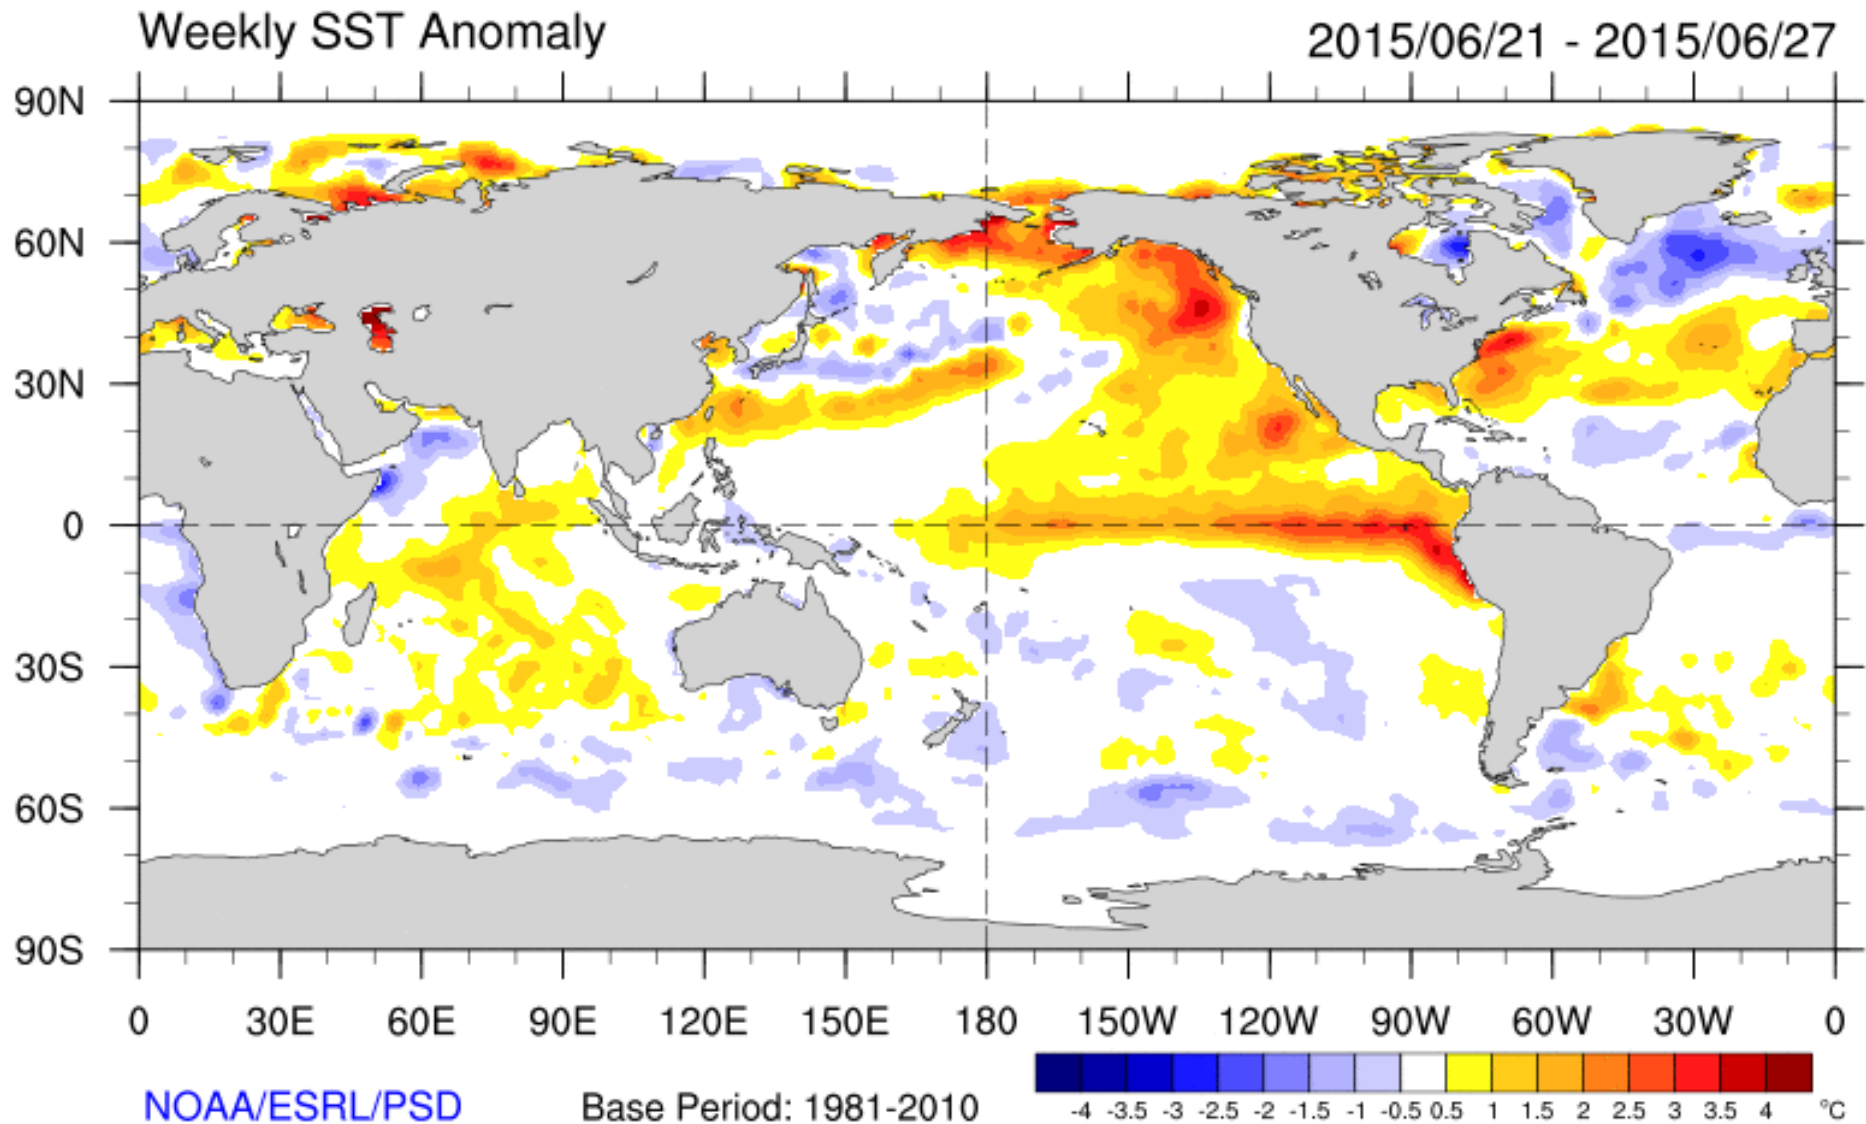 Weekly SST Anomaly 2015/06/21 - 2015/06/27
90N
60N
30N
0
30S
60S
90S
0 30E 60E 90E 120E 150E 180 150W 120W 90W 60W 30W 0
NOAA/ESRL/PSD Base Period: 1981-2010
-4 -3.5 -3 -2.5 -2 -1.5 -1 -0.5 0.5 1 1.5 2 2.5 3 3.5 4 °C